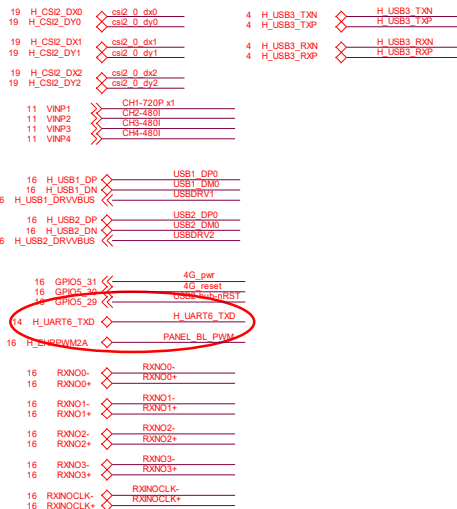 19 H_CSI2_DX0 csi2_0_dx0
19 H_CSI2_DY0 csi2_0_dy0
19 H_CSI2_DX1 csi2_0_dx1
19 H_CSI2_DY1 csi2_0_dy1
19 H_CSI2_DX2 csi2_0_dx2
19 H_CSI2_DY2 csi2_0_dy2
11 VINP1 CH1-720P x1
11 VINP2 CH2-480I
11 VINP3 CH3-480I
11 VINP4 CH4-480I
16 H_USB1_DP USB1_DP0
16 H_USB1_DN USB1_DM0
6 H_USB1_DRVVBUS USBDRV1
16 H_USB2_DP USB2_DP0
16 H_USB2_DN USB2_DM0
6 H_USB2_DRVVBUS USBDRV2
16 GPIO5_31 4G_pwr
16 GPIO5_30 4G_reset
16 GPIO5_29 USB2-hub-nRST
14 H_UART6_TXD H_UART6_TXD
16 H_EHRPWM2A PANEL_BL_PWM
16 RXNO0- RXNO0-
16 RXNO0+ RXNO0+
16 RXNO1- RXNO1-
16 RXNO1+ RXNO1+
16 RXNO2- RXNO2-
16 RXNO2+ RXNO2+
16 RXNO3- RXNO3-
16 RXNO3+ RXNO3+
16 RXINOCLK- RXINOCLK-
16 RXINOCLK+ RXINOCLK+
4 H_USB3_TXN H_USB3_TXN
4 H_USB3_TXP H_USB3_TXP
4 H_USB3_RXN H_USB3_RXN
4 H_USB3_RXP H_USB3_RXP